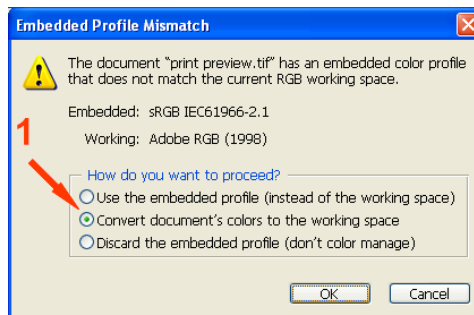 Embedded Profile Mismatch
The document "print preview.tif" has an embedded color profile
that does not match the current RGB working space.
Embedded: sRGB IEC61966-2.1
1
Working: Adobe RGB (1998)
How do you want to proceed?
Use the embedded profile (instead of the working space)
Convert document's colors to the working space
Discard the embedded profile (don't color manage)
OK
Cancel